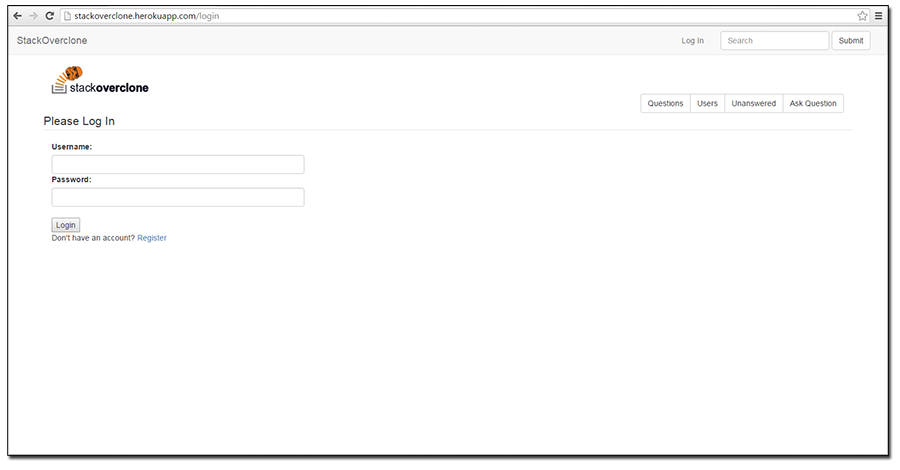 stackoverclone.herokuapp.com/login
StackOverclone Log In Search Submit
stackoverclone
Questions Users Unanswered Ask Question
Please Log In
Username:
Password:
Login
Don't have an account? Register